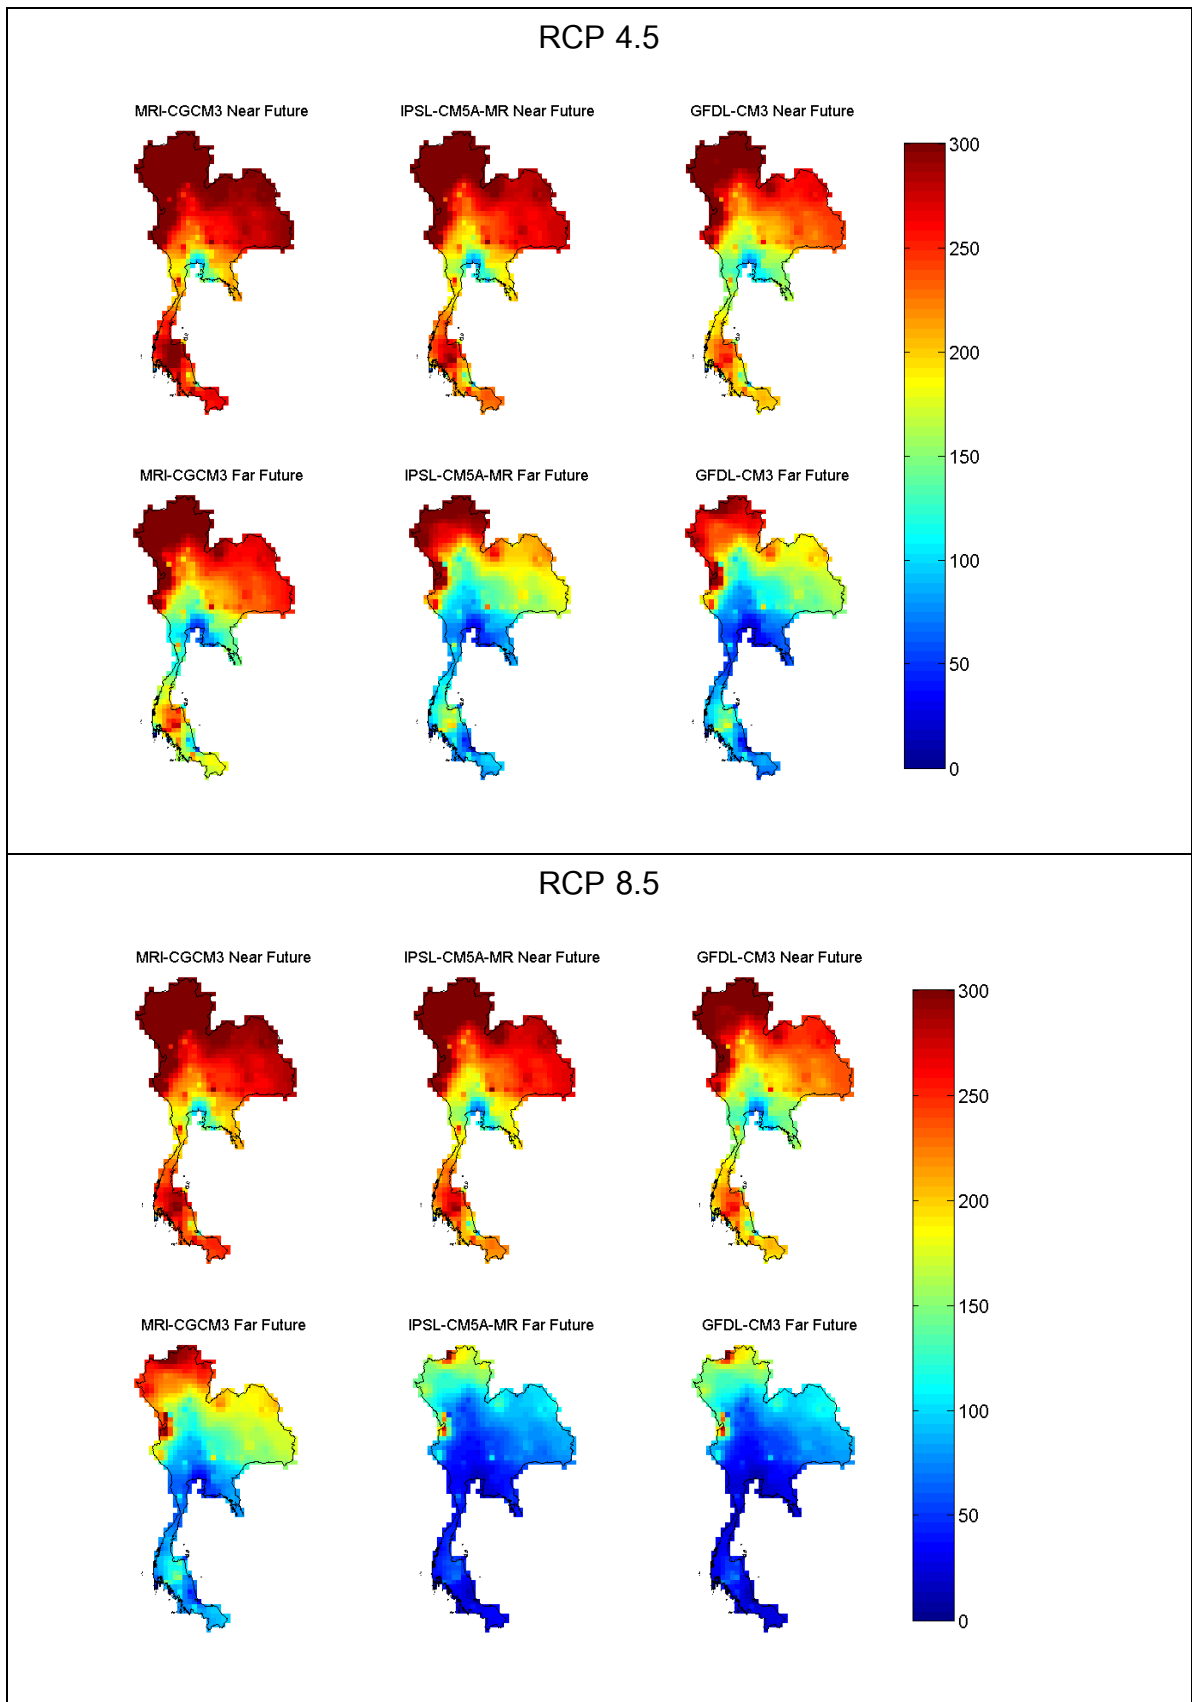 RCP 4.5
MRI-CGCM3 Near Future
IPSL-CM5A-MR Near Future
GFDL-CM3 Near Future
300
250
200
150
100
50
0
MRI-CGCM3 Far Future
IPSL-CM5A-MR Far Future
GFDL-CM3 Far Future
RCP 8.5
MRI-CGCM3 Near Future
IPSL-CM5A-MR Near Future
GFDL-CM3 Near Future
300
250
200
150
100
50
0
MRI-CGCM3 Far Future
IPSL-CM5A-MR Far Future
GFDL-CM3 Far Future